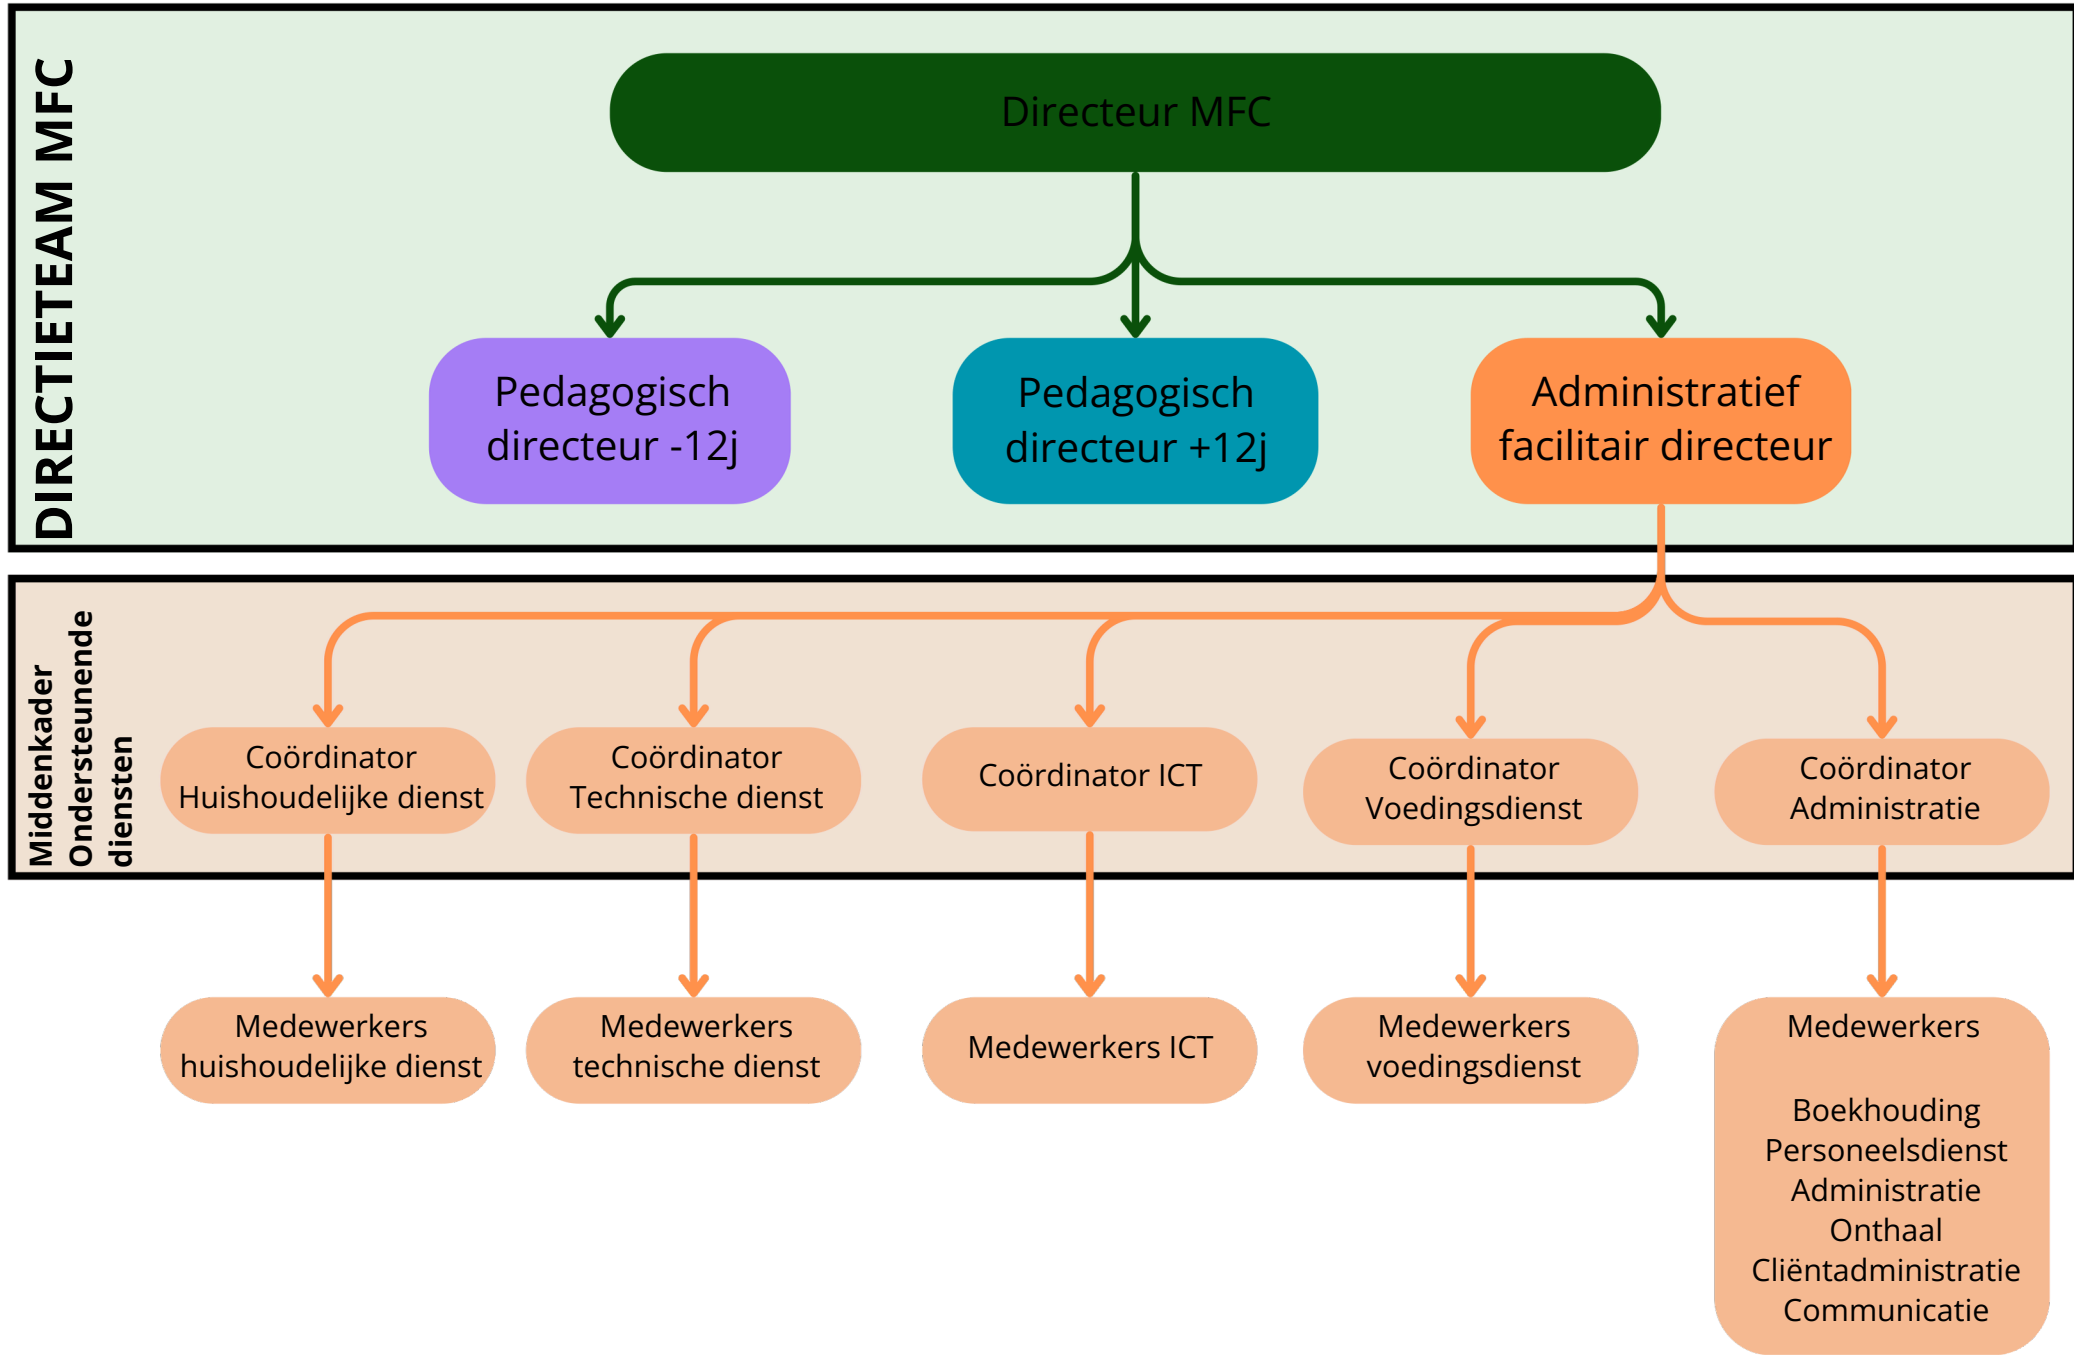 DIRECTIETEAM MFC
Directeur MFC
Pedagogisch
directeur -12j
Pedagogisch
directeur +12j
Administratief
facilitair directeur
Middenkader
Ondersteunende
diensten
Coördinator
Huishoudelijke dienst
Coördinator
Technische dienst
Coördinator ICT
Coördinator
Voedingsdienst
Coördinator
Administratie
Medewerkers
huishoudelijke dienst
Medewerkers
technische dienst
Medewerkers ICT
Medewerkers
voedingsdienst
Medewerkers
Boekhouding
Personeelsdienst
Administratie
Onthaal
Cliëntadministratie
Communicatie